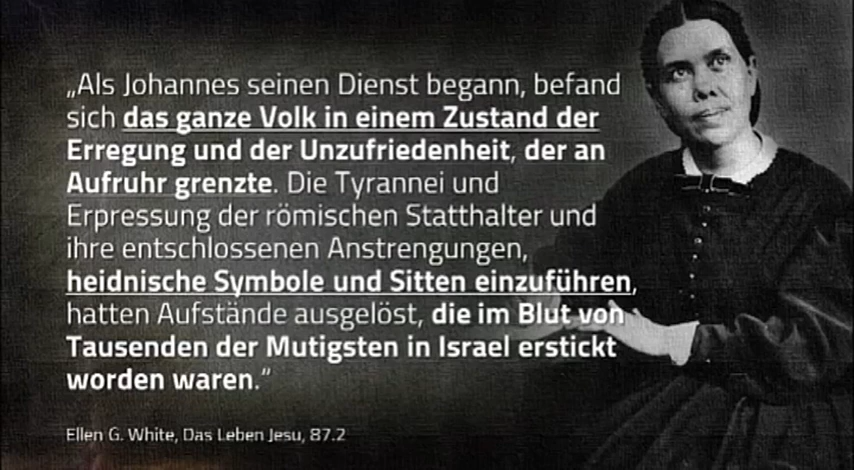 „Als Johannes seinen Dienst begann, befand
sich das ganze Volk in einem Zustand der
Erregung und der Unzufriedenheit, der an
Aufruhr grenzte. Die Tyrannei und
Erpressung der römischen Statthalter und
ihre entschlossenen Anstrengungen,
heidnische Symbole und Sitten einzuführen,
hatten Aufstände ausgelöst, die im Blut von
Tausenden der Mutigsten in Israel erstickt
worden waren.“
Ellen G. White, Das Leben Jesu, 87.2